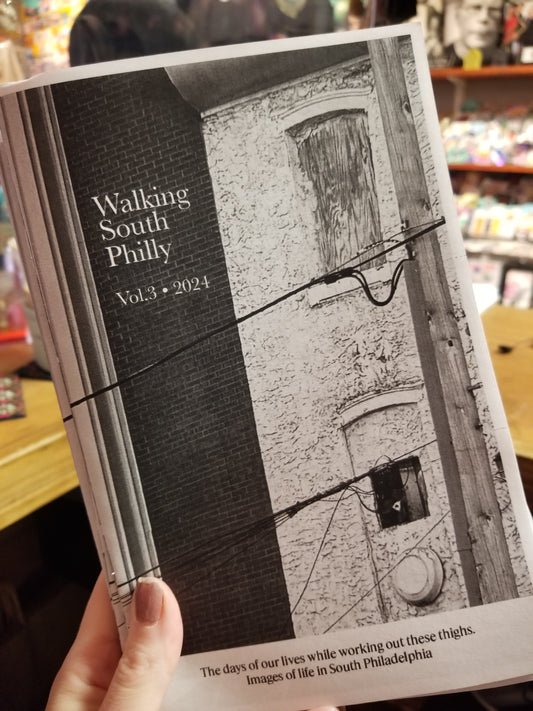 Walking
South
Philly
Vol.3 • 2024
The days of our lives while working out these thighs.
Images of life in South Philadelphia